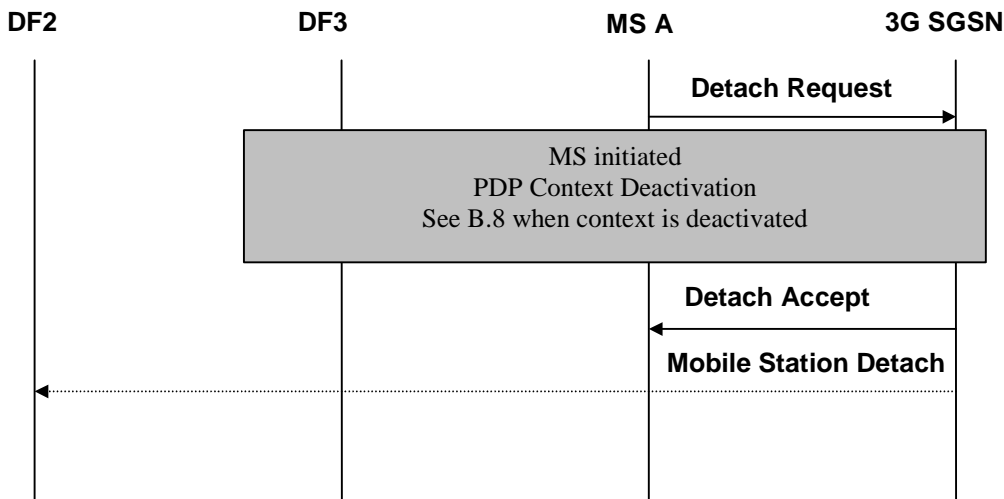 DF2
DF3
MS A
3G SGSN
Detach Request
MS initiated
PDP Context Deactivation
See B.8 when context is deactivated
Detach Accept
Mobile Station Detach